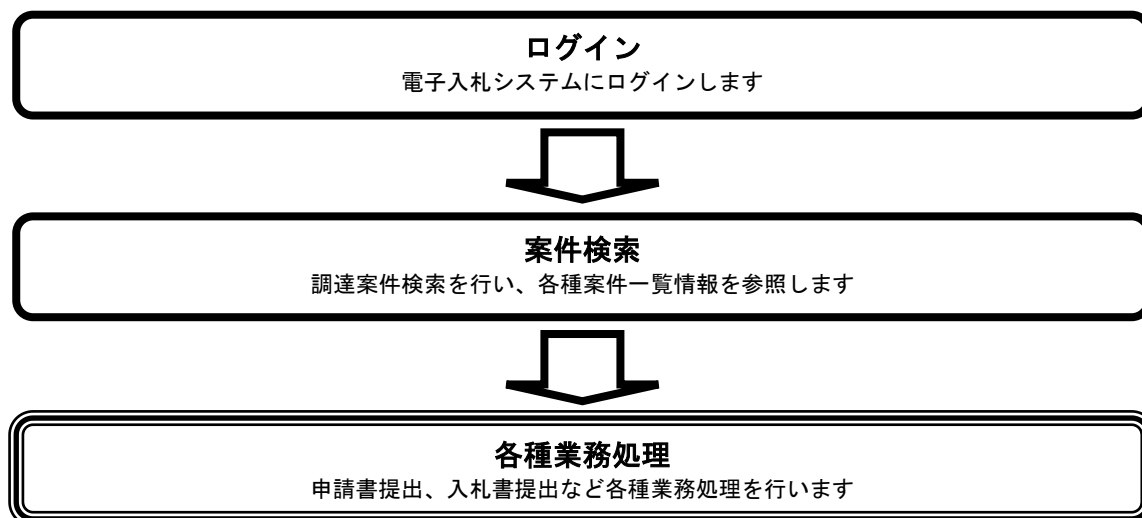 ログイン
電子入札システムにログインします
案件検索
調達案件検索を行い、各種案件一覧情報を参照します
各種業務処理
申請書提出、入札書提出など各種業務処理を行います